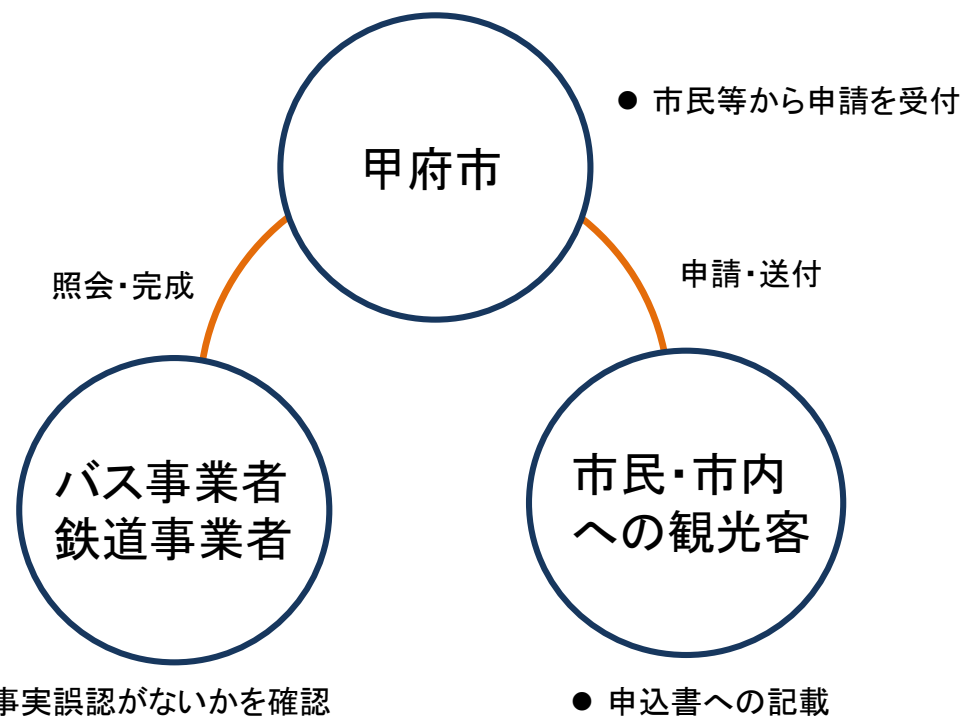 ● 市民等から申請を受付
甲府市
照会・完成
申請・送付
バス事業者
鉄道事業者
市民・市内
への観光客
事実誤認がないかを確認
● 申込書への記載